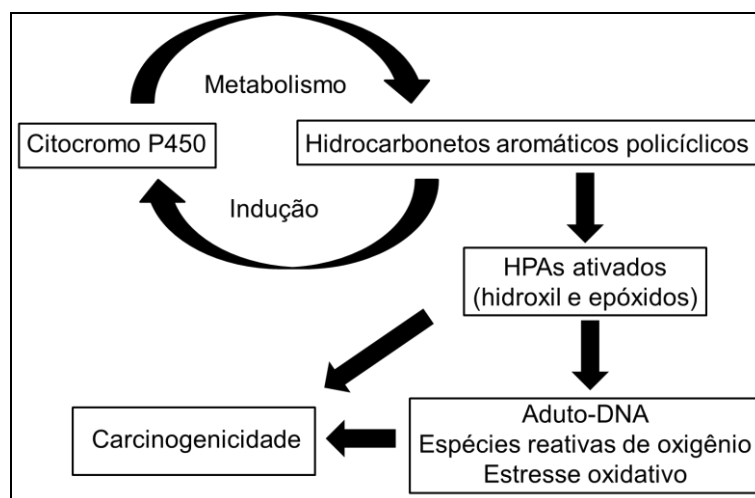 Metabolismo
Citocromo P450
Hidrocarbonetos aromáticos policíclicos
Indução
HPAs ativados
(hidroxil e epóxidos)
Aduto-DNA
Espécies reativas de oxigênio
Estresse oxidativo
Carcinogenicidade